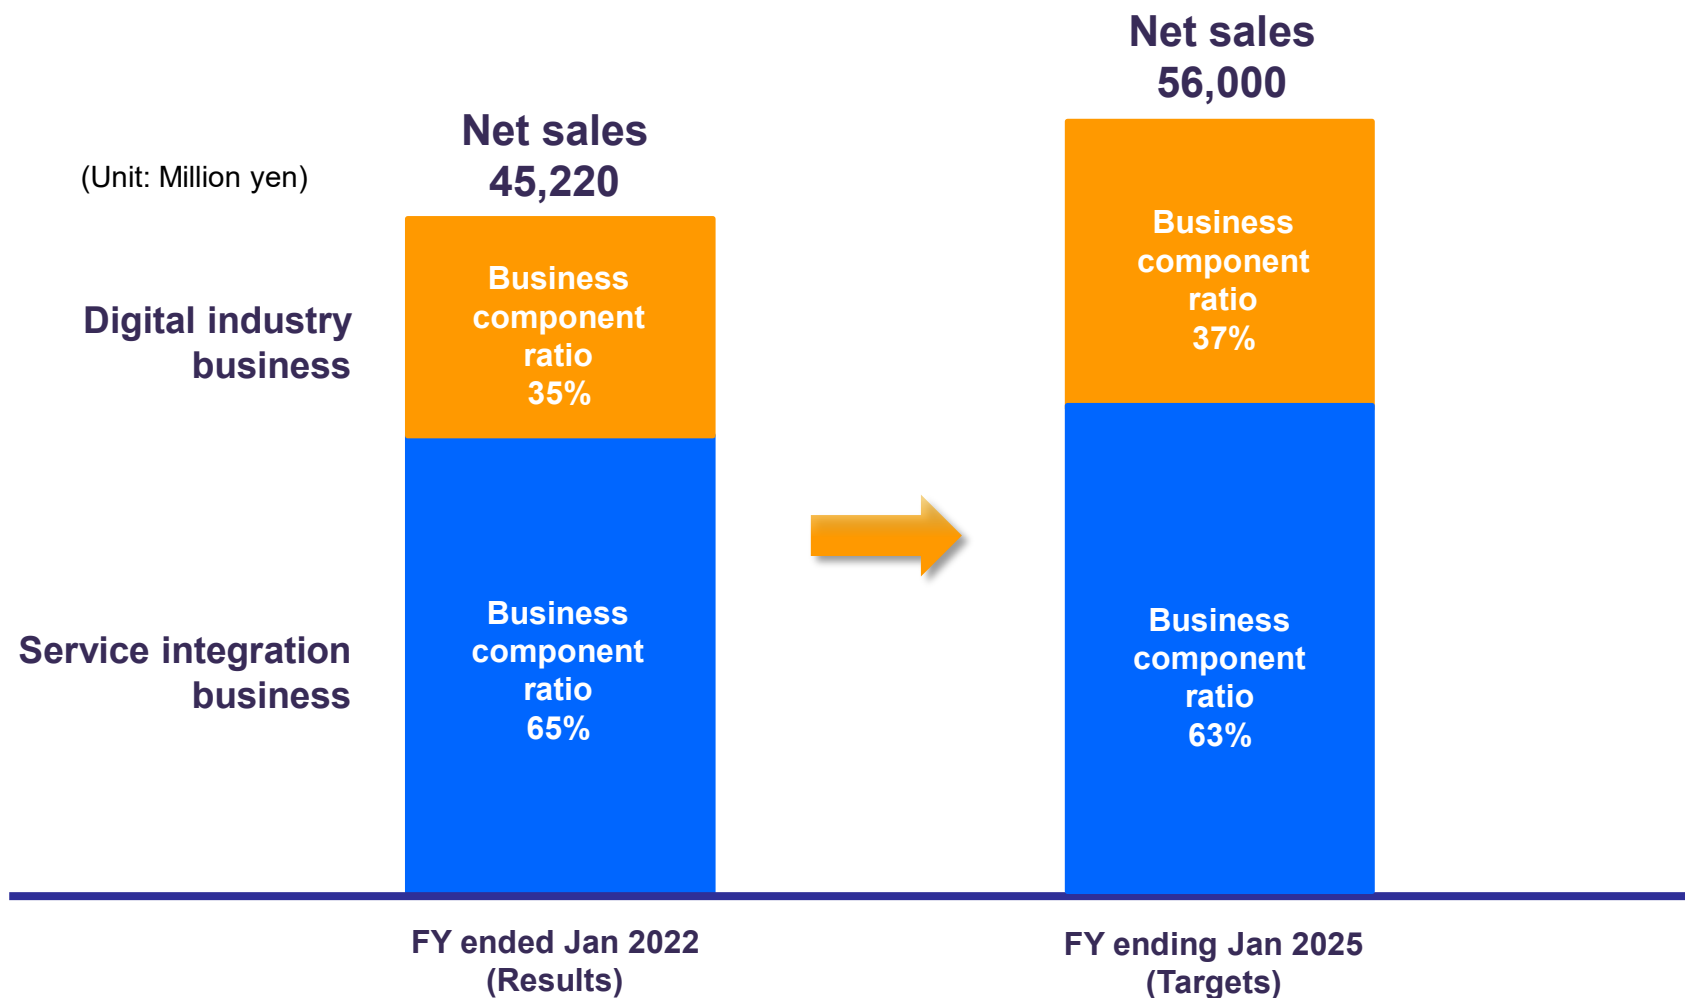 Net sales
56,000
Net sales
45,220
(Unit: Million yen)
Digital industry
business
Business
component
ratio
35%
Business
component
ratio
37%
Service integration
business
Business
component
ratio
65%
Business
component
ratio
63%
FY ended Jan 2022
(Results)
FY ending Jan 2025
(Targets)